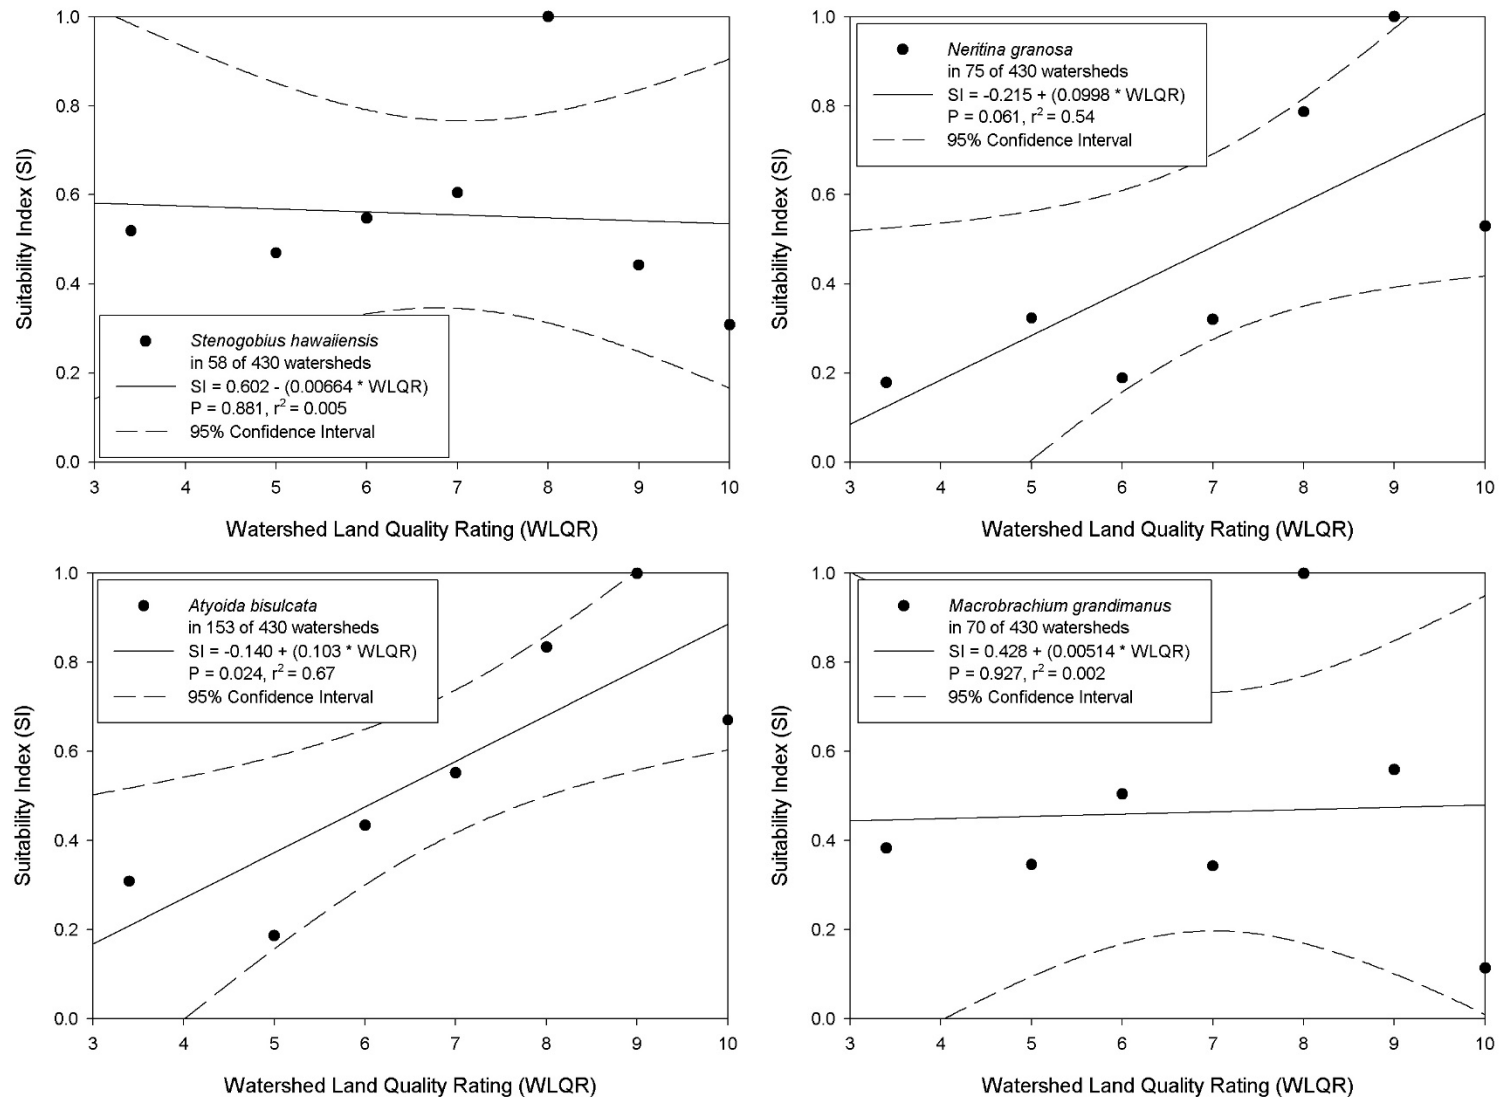 Suitability Index (SI)
1.0
0.8
0.6
0.4
0.2
0.0
Stenogobius hawaiiensis
in 58 of 430 watersheds
SI = 0.602 - (0.00664 * WLQR)
P = 0.881, r² = 0.005
95% Confidence Interval
3 4 5 6 7 8 9 10
Watershed Land Quality Rating (WLQR)
Suitability Index (SI)
1.0
0.8
0.6
0.4
0.2
0.0
Neritina granosa
in 75 of 430 watersheds
SI = -0.215 + (0.0998 * WLQR)
P = 0.061, r² = 0.54
95% Confidence Interval
3 4 5 6 7 8 9 10
Watershed Land Quality Rating (WLQR)
Suitability Index (SI)
1.0
0.8
0.6
0.4
0.2
0.0
Atyoida bisulcata
in 153 of 430 watersheds
SI = -0.140 + (0.103 * WLQR)
P = 0.024, r² = 0.67
95% Confidence Interval
3 4 5 6 7 8 9 10
Watershed Land Quality Rating (WLQR)
Suitability Index (SI)
1.0
0.8
0.6
0.4
0.2
0.0
Macrobrachium grandimanus
in 70 of 430 watersheds
SI = 0.428 + (0.00514 * WLQR)
P = 0.927, r² = 0.002
95% Confidence Interval
3 4 5 6 7 8 9 10
Watershed Land Quality Rating (WLQR)